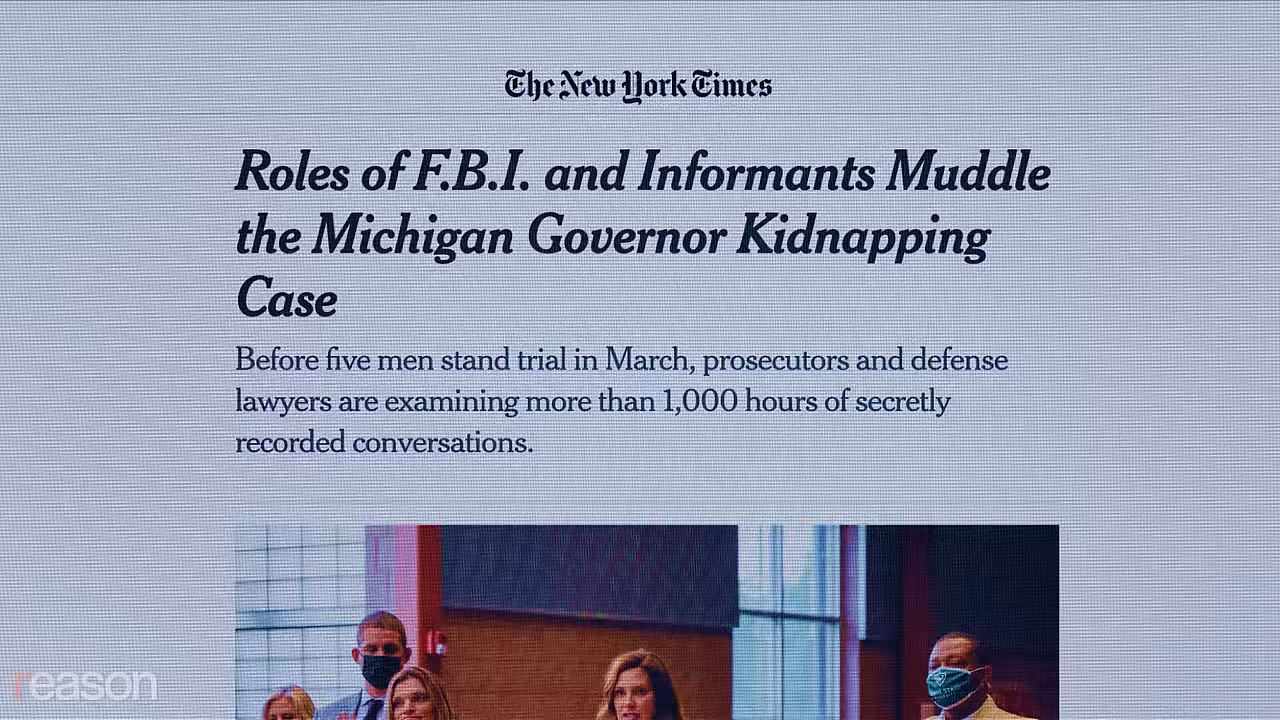 The New York Times
Roles of F.B.I. and Informants Muddle
the Michigan Governor Kidnapping
Case
Before five men stand trial in March, prosecutors and defense
lawyers are examining more than 1,000 hours of secretly
recorded conversations.
reason